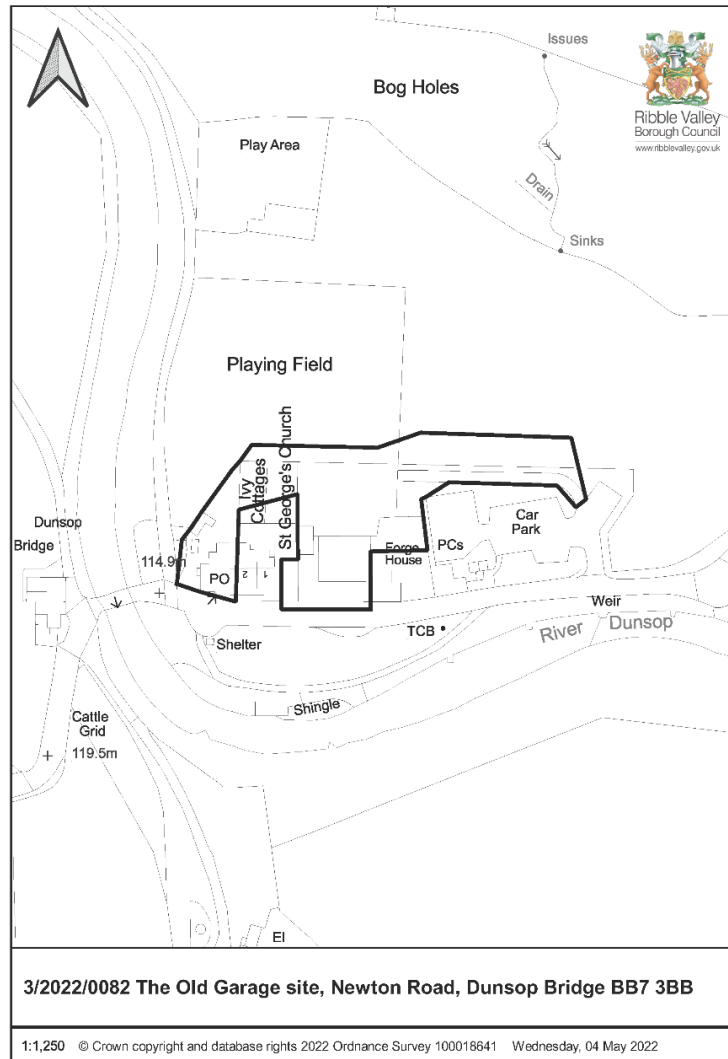 Issues
Bog Holes
Ribble Valley
Borough Council
www.ribblevalley.gov.uk
Play Area
Drain
Sinks
Playing Field
St George's Church
Ivy
Cottages
Dunsop
Bridge
114.9m
PO
2
1
Forge
House
PCs
Car
Park
Shelter
TCB
Weir
River Dunsop
Shingle
Cattle
Grid
119.5m
El
3/2022/0082 The Old Garage site, Newton Road, Dunsop Bridge BB7 3BB
1:1,250 © Crown copyright and database rights 2022 Ordnance Survey 100018641 Wednesday, 04 May 2022